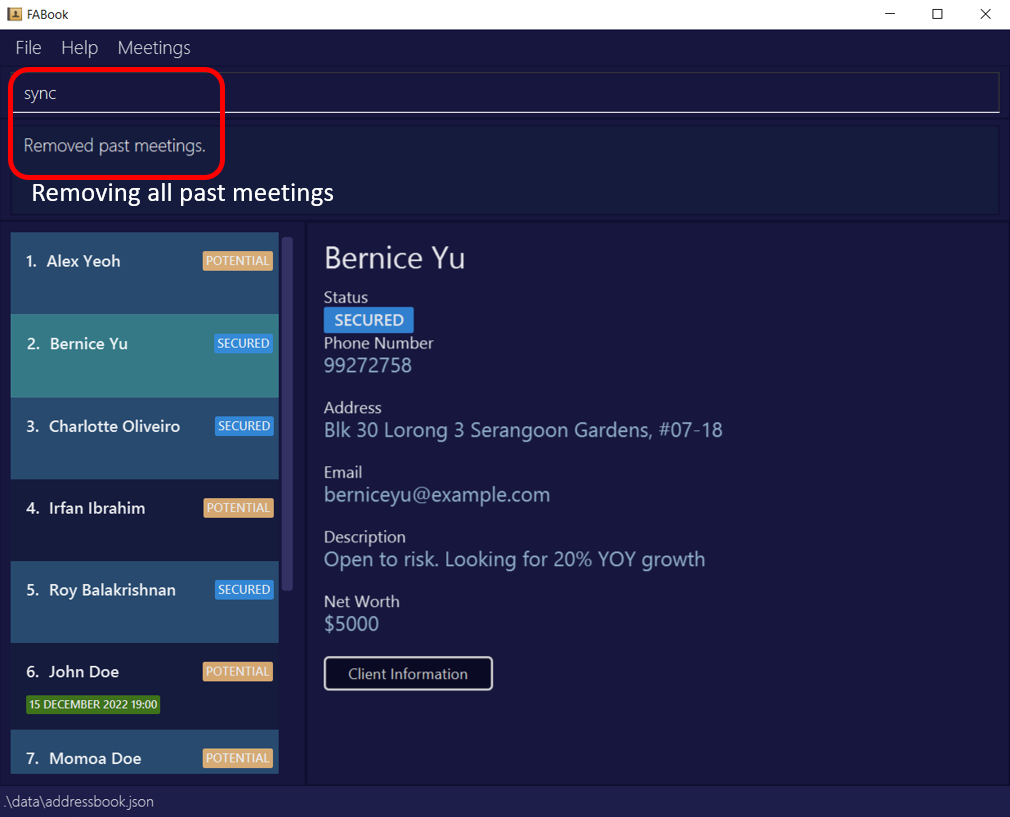 FABook
File Help Meetings
sync
Removed past meetings.
Removing all past meetings
1. Alex Yeoh POTENTIAL
2. Bernice Yu SECURED
3. Charlotte Oliveiro SECURED
4. Irfan Ibrahim POTENTIAL
5. Roy Balakrishnan SECURED
6. John Doe POTENTIAL
15 DECEMBER 2022 19:00
7. Momoa Doe POTENTIAL
Bernice Yu
Status
SECURED
Phone Number
99272758
Address
Blk 30 Lorong 3 Serangoon Gardens, #07-18
Email
berniceyu@example.com
Description
Open to risk. Looking for 20% YOY growth
Net Worth
$5000
Client Information
.\data\addressbook.json